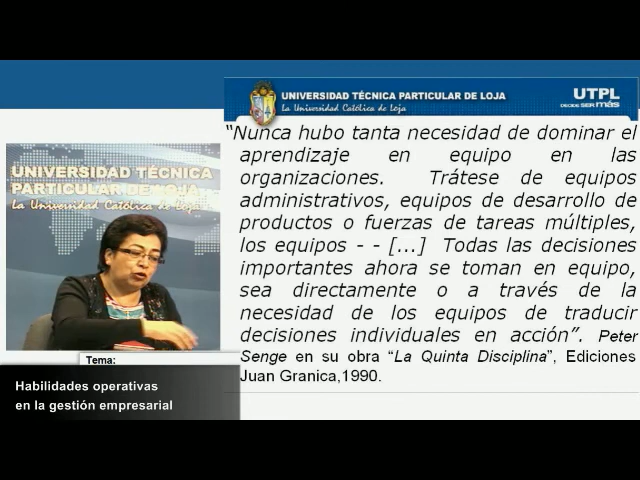 UNIVERSIDAD TÉCNICA PARTICULAR DE LOJA
La Universidad Católica de Loja
UTPL
DECIDE SER más
“Nunca hubo tanta necesidad de dominar el
aprendizaje en equipo en las
organizaciones. Trátese de equipos
administrativos, equipos de desarrollo de
productos o fuerzas de tareas múltiples,
los equipos - - [...] Todas las decisiones
importantes ahora se toman en equipo,
sea directamente o a través de la
necesidad de los equipos de traducir
decisiones individuales en acción”. Peter
Senge en su obra “La Quinta Disciplina”, Ediciones
Juan Granica,1990.
UNIVERSIDAD TÉCNICA
PARTICULAR DE LOJA
La Universidad Católica de Loja
Tema:
Habilidades operativas
en la gestión empresarial